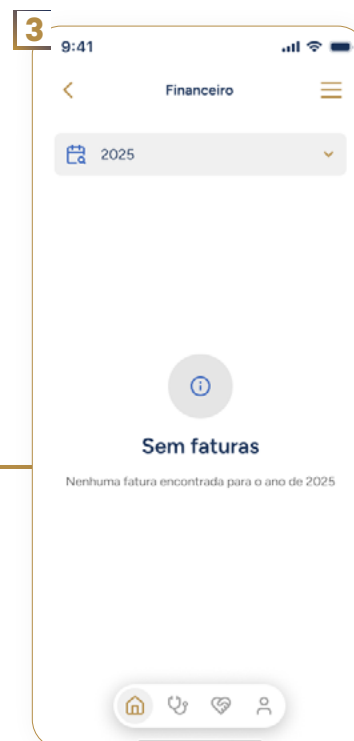 3
9:41
Financeiro
2025
Sem faturas
Nenhuma fatura encontrada para o ano de 2025